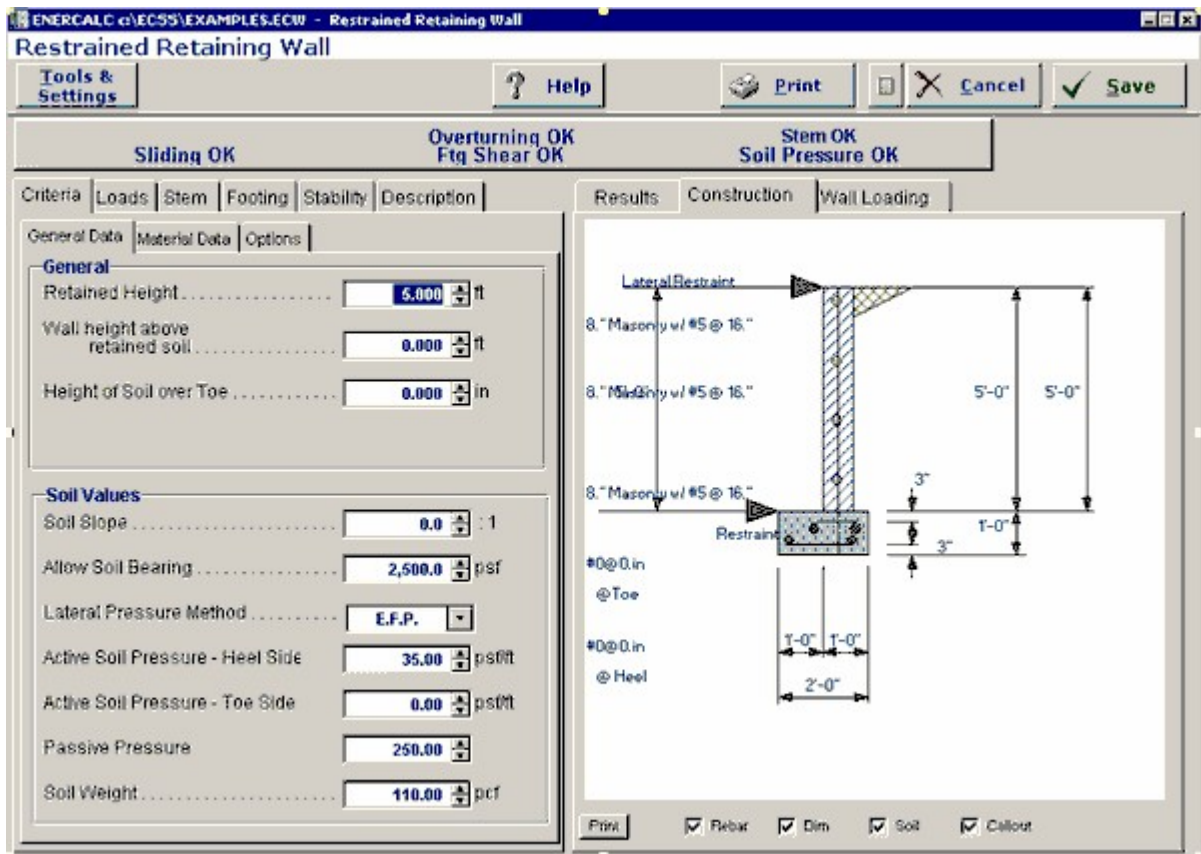 ENERCALC c:\ECSS\EXAMPLES.ECW - Restrained Retaining Wall
Restrained Retaining Wall
Tools & Settings
? Help
Print
Cancel
Save
Sliding OK
Overturning OK
Ftg Shear OK
Stem OK
Soil Pressure OK
Criteria Loads Stem Footing Stability Description
General Data Material Data Options
General
Retained Height 5.000 ft
Wall height above
retained soil 0.000 ft
Height of Soil over Toe 0.000 in
Soil Values
Soil Slope 0.0 : 1
Allow Soil Bearing 2,500.0 psf
Lateral Pressure Method E.F.P.
Active Soil Pressure - Heel Side 35.00 psf/ft
Active Soil Pressure - Toe Side 0.00 psf/ft
Passive Pressure 250.00
Soil Weight 110.00 pcf
Results Construction Wall Loading
Lateral Restraint
8." Masonry w/ #5 @ 16."
8." Masonry w/ #5 @ 16."
5'-0" 5'-0"
8." Masonry w/ #5 @ 16."
3"
Restraint
1'-0"
3"
#0@0.in
@Toe
#0@0.in
@ Heel
1'-0" 1'-0"
2'-0"
Print Rebar Dim Soil Callout